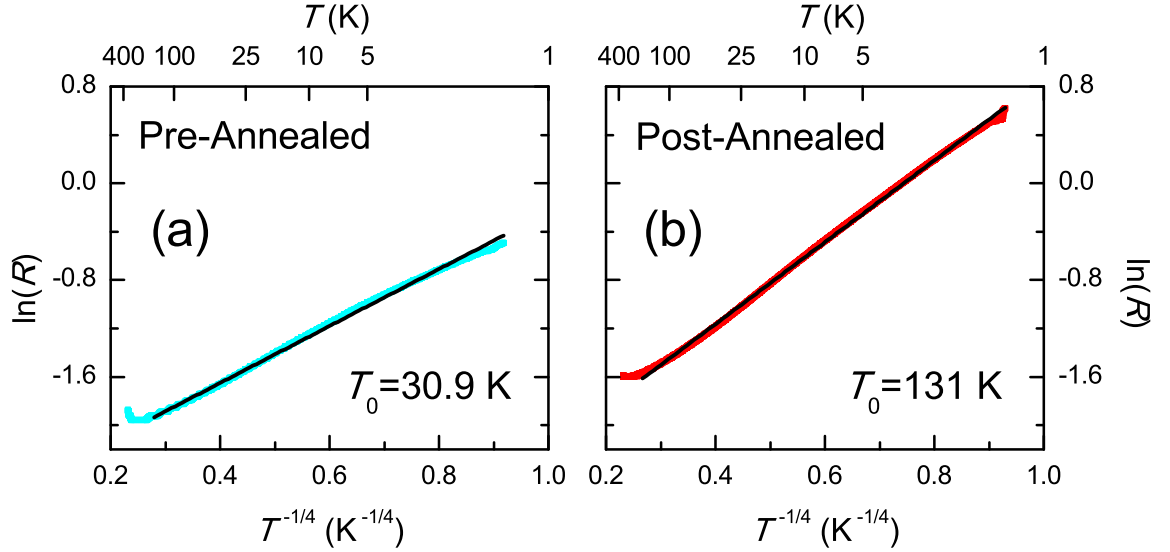 T (K)
400 100 25 10 5 1
0.8
0.0
-0.8
-1.6
ln(R)
Pre-Annealed
(a)
T0=30.9 K
0.2 0.4 0.6 0.8 1.0
T -1/4 (K-1/4)
T (K)
400 100 25 10 5 1
Post-Annealed
(b)
T0=131 K
0.8
0.0
-0.8
-1.6
ln(R)
0.2 0.4 0.6 0.8 1.0
T -1/4 (K-1/4)